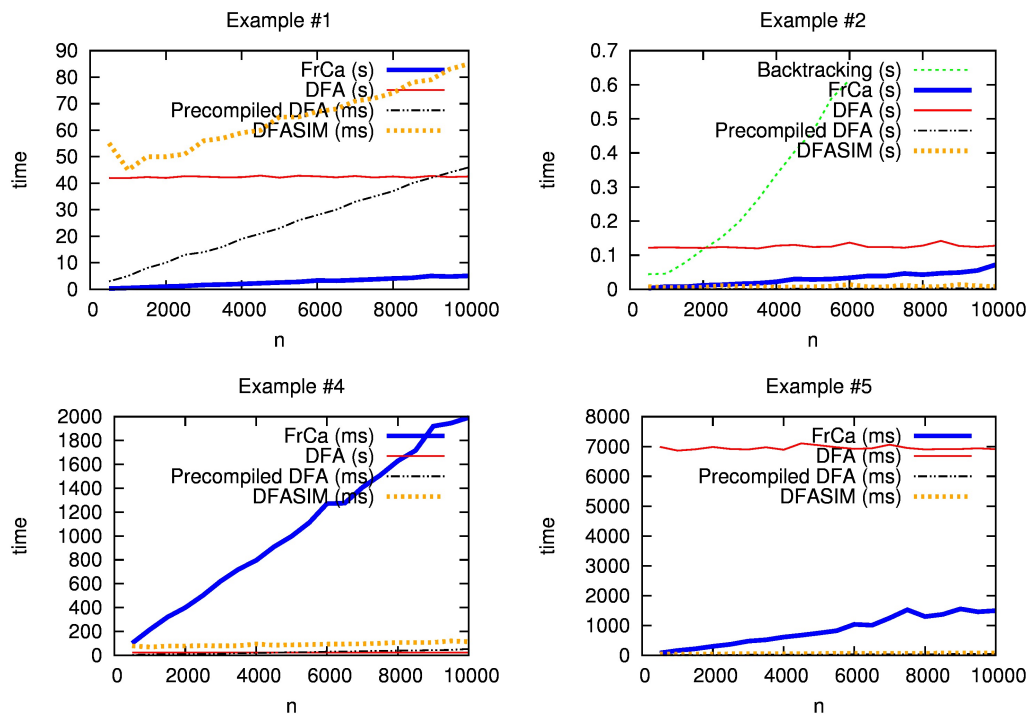 Example #1
90
80
70
60
50
40
30
20
10
0
time
FrCa (s)
DFA (s)
Precompiled DFA (ms)
DFASIM (ms)
0 2000 4000 6000 8000 10000
n
Example #2
0.7
0.6
0.5
0.4
0.3
0.2
0.1
0
time
Backtracking (s)
FrCa (s)
DFA (s)
Precompiled DFA (s)
DFASIM (s)
0 2000 4000 6000 8000 10000
n
Example #4
2000
1800
1600
1400
1200
1000
800
600
400
200
0
time
FrCa (ms)
DFA (s)
Precompiled DFA (ms)
DFASIM (ms)
0 2000 4000 6000 8000 10000
n
Example #5
8000
7000
6000
5000
4000
3000
2000
1000
0
time
FrCa (ms)
DFA (ms)
Precompiled DFA (ms)
DFASIM (ms)
0 2000 4000 6000 8000 10000
n